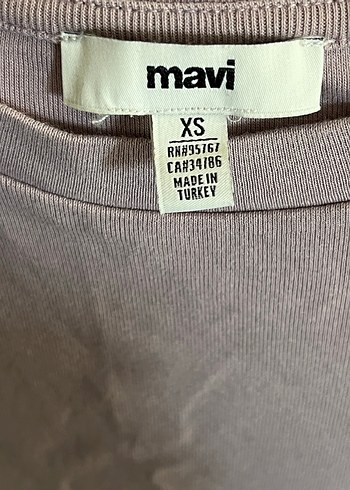 mavi
XS
RN#95767
CA#34786
MADE IN
TURKEY